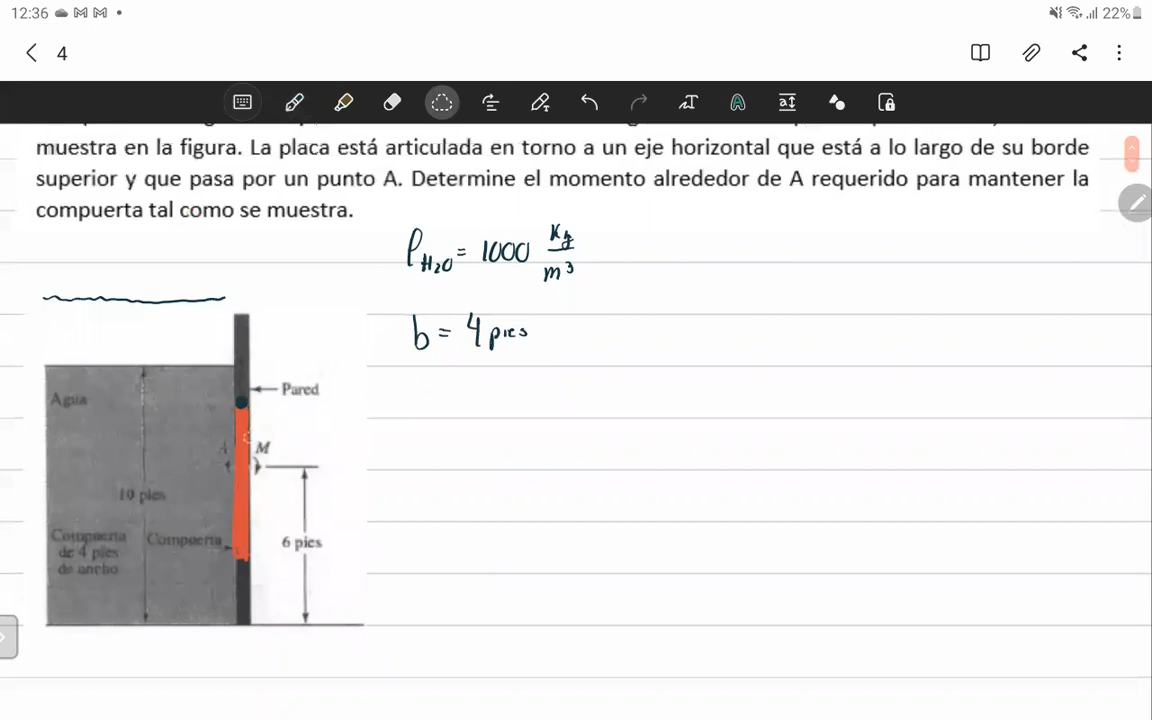 12:36
22%
4
muestra en la figura. La placa está articulada en torno a un eje horizontal que está a lo largo de su borde
superior y que pasa por un punto A. Determine el momento alrededor de A requerido para mantener la
compuerta tal como se muestra.
ρH2O = 1000 kg/m³
b = 4 pies
Pared
Agua
A M
10 pies
Compuerta
de 4 pies
de ancho
Compuerta
6 pies